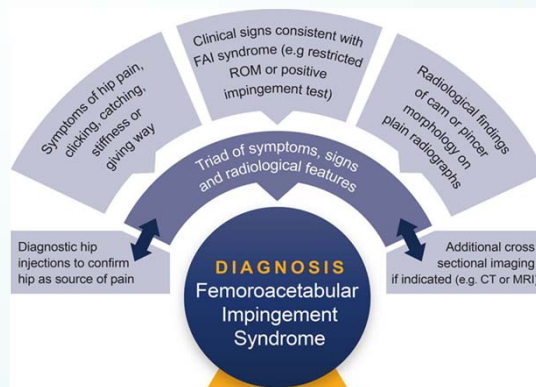 Symptoms of hip pain,
clicking, catching,
stiffness or
giving way
Clinical signs consistent with
FAI syndrome (e.g restricted
ROM or positive
impingement test)
Radiological findings
of cam or pincer
morphology on
plain radiographs
Triad of symptoms, signs
and radiological features
Diagnostic hip
injections to confirm
hip as source of pain
Additional cross
sectional imaging
if indicated (e.g. CT or MRI)
DIAGNOSIS
Femoroacetabular
Impingement
Syndrome